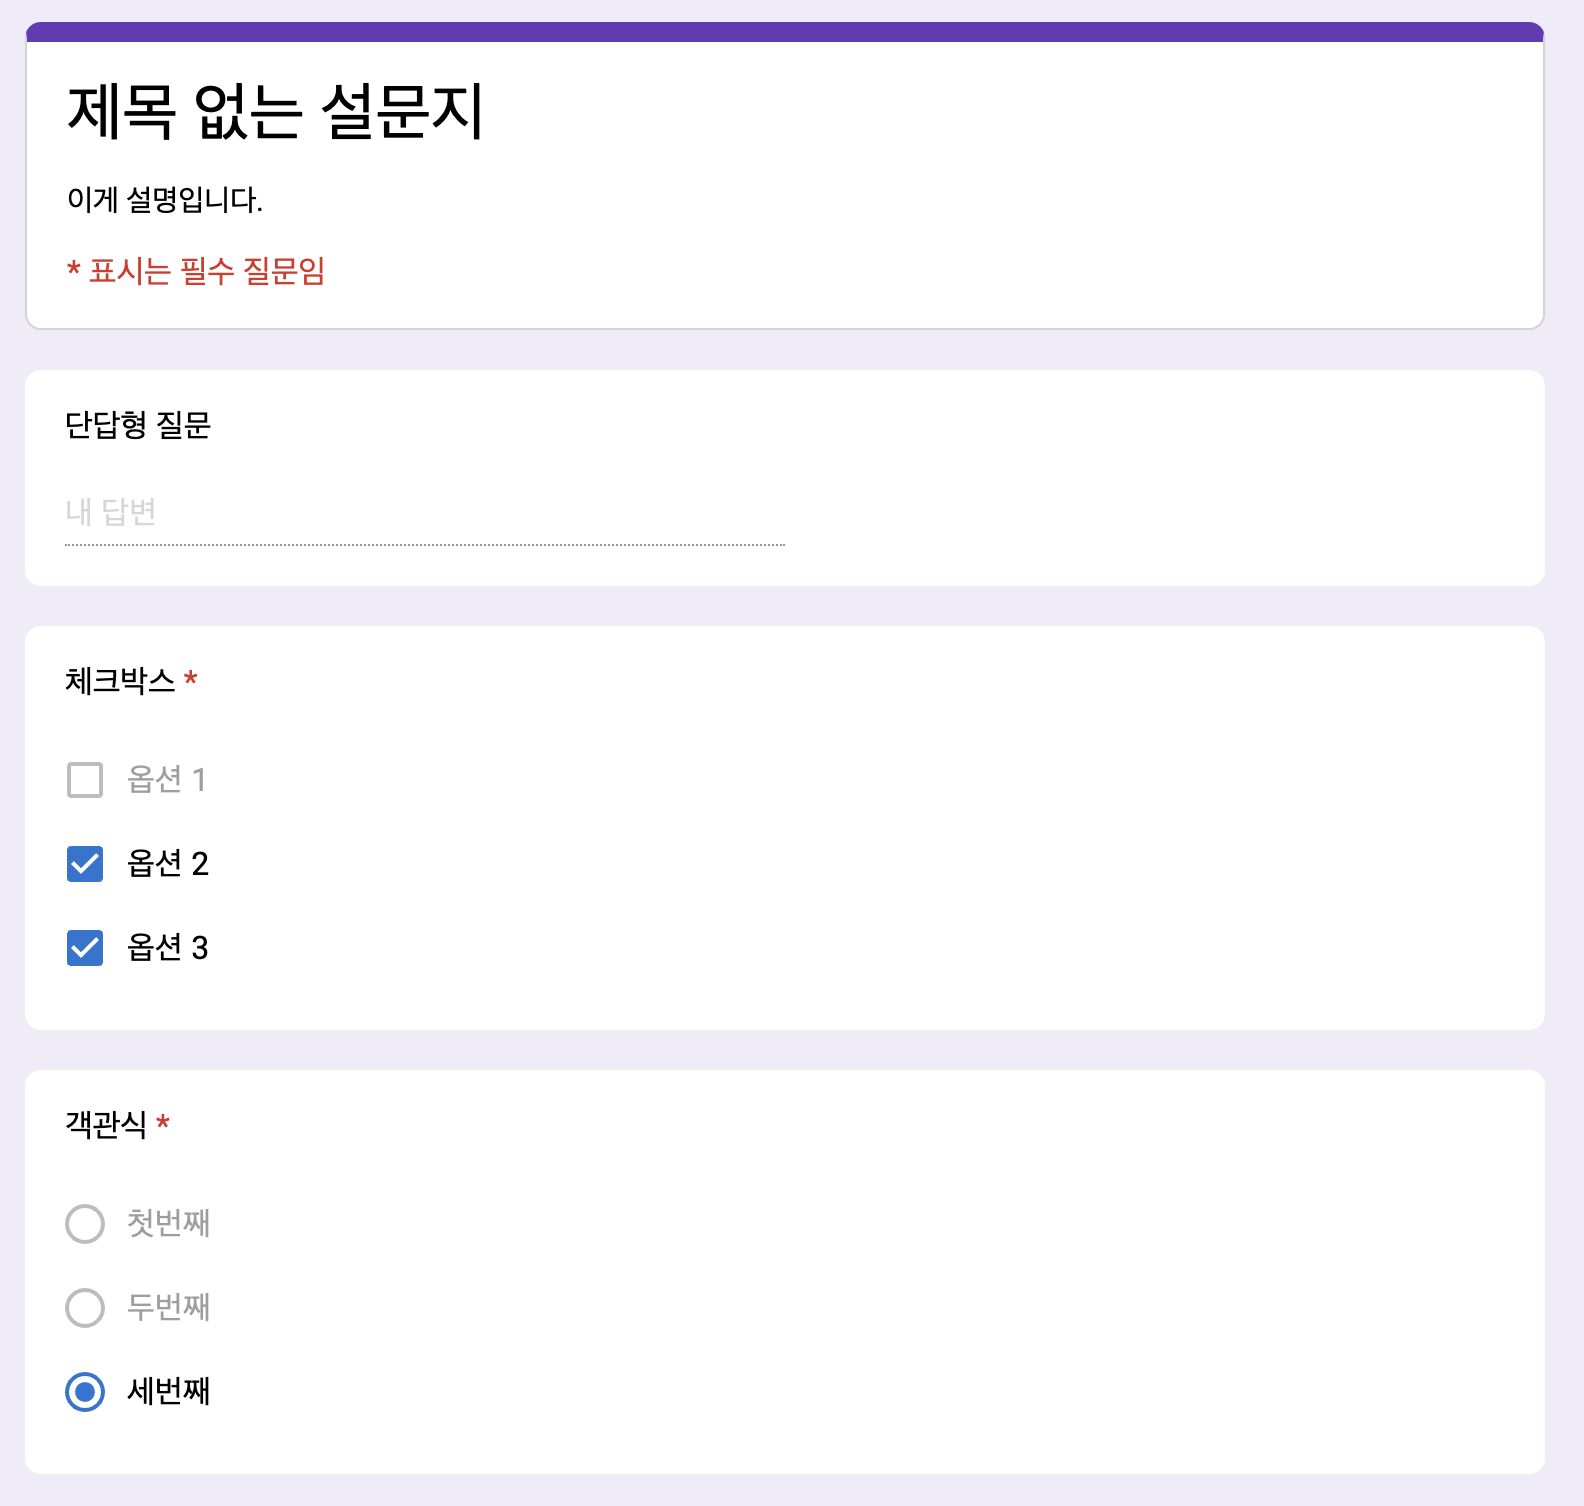 제목 없는 설문지
이게 설명입니다.
* 표시는 필수 질문임
단답형 질문
내 답변
체크박스 *
옵션 1
옵션 2
옵션 3
객관식 *
첫번째
두번째
세번째